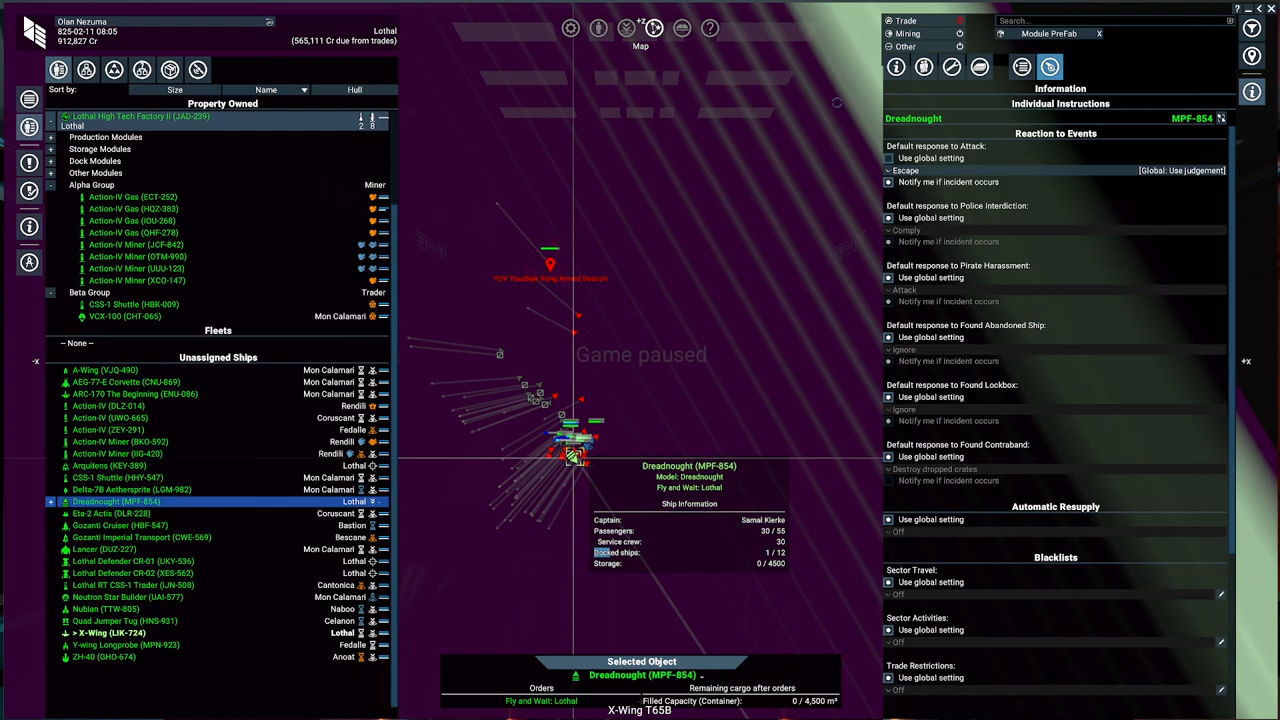 Olan Nezuma
825-02-11 08:05
912,827 Cr
Lothal
(565,111 Cr due from trades)
Sort by:
Size
Name
Hull
Property Owned
Lothal High Tech Factory II (JAD-239)
Lothal 2 8
Production Modules
Storage Modules
Dock Modules
Other Modules
Alpha Group Miner
Action-IV Gas (ECT-252)
Action-IV Gas (HQZ-383)
Action-IV Gas (IOU-268)
Action-IV Gas (QHF-278)
Action-IV Miner (JCF-842)
Action-IV Miner (OTM-990)
Action-IV Miner (UUU-123)
Action-IV Miner (XCO-147)
Beta Group Trader
CSS-1 Shuttle (HBK-009)
VCX-100 (CHT-065) Mon Calamari
Fleets
-- None --
Unassigned Ships
A-Wing (VJQ-490) Mon Calamari
AEG-77-E Corvette (CNU-869) Mon Calamari
ARC-170 The Beginning (ENU-086) Mon Calamari
Action-IV (DLZ-014) Rendili
Action-IV (UWO-665) Coruscant
Action-IV (ZEY-291) Fedalle
Action-IV Miner (BKO-592) Rendili
Action-IV Miner (IIG-420) Rendili
Arquitens (KEY-389) Lothal
CSS-1 Shuttle (HHY-547) Mon Calamari
Delta-7B Aethersprite (LGM-982) Mon Calamari
Dreadnought (MPF-854) Lothal
Eta-2 Actis (DLR-228) Coruscant
Gozanti Cruiser (HBF-547) Bastion
Gozanti Imperial Transport (CWE-569) Bescane
Lancer (DUZ-227) Mon Calamari
Lothal Defender CR-01 (UKY-536) Lothal
Lothal Defender CR-02 (XES-562) Lothal
Lothal RT CSS-1 Trader (IJN-508) Cantonica
Neutron Star Builder (UAI-577) Mon Calamari
Nubian (TTW-805) Naboo
Quad Jumper Tug (HNS-931) Celanon
> X-Wing (LIK-724) Lothal
Y-wing Longprobe (MPN-923) Fedalle
ZH-40 (GHO-674) Anoat
-X
+Z
Map
YUV Yuuzhan Vong Armed Beacon
Game paused
Dreadnought (MPF-854)
Model: Dreadnought
Fly and Wait: Lothal
Ship Information
Captain: Samal Kierke
Passengers: 30 / 55
Service crew: 30
Docked ships: 1 / 12
Storage: 0 / 4500
Selected Object
Dreadnought (MPF-854)
Orders
Remaining cargo after orders
Fly and Wait: Lothal
Filled Capacity (Container): 0 / 4,500 m³
X-Wing T65B
+X
Trade
Mining
Other
Search...
Module PreFab X
Information
Individual Instructions
Dreadnought MPF-854
Reaction to Events
Default response to Attack:
Use global setting
Escape [Global: Use judgement]
Notify me if incident occurs
Default response to Police Interdiction:
Use global setting
Comply
Notify me if incident occurs
Default response to Pirate Harassment:
Use global setting
Attack
Notify me if incident occurs
Default response to Found Abandoned Ship:
Use global setting
Ignore
Notify me if incident occurs
Default response to Found Lockbox:
Use global setting
Ignore
Notify me if incident occurs
Default response to Found Contraband:
Use global setting
Destroy dropped crates
Notify me if incident occurs
Automatic Resupply
Use global setting
Off
Blacklists
Sector Travel:
Use global setting
Off
Sector Activities:
Use global setting
Off
Trade Restrictions:
Use global setting
Off